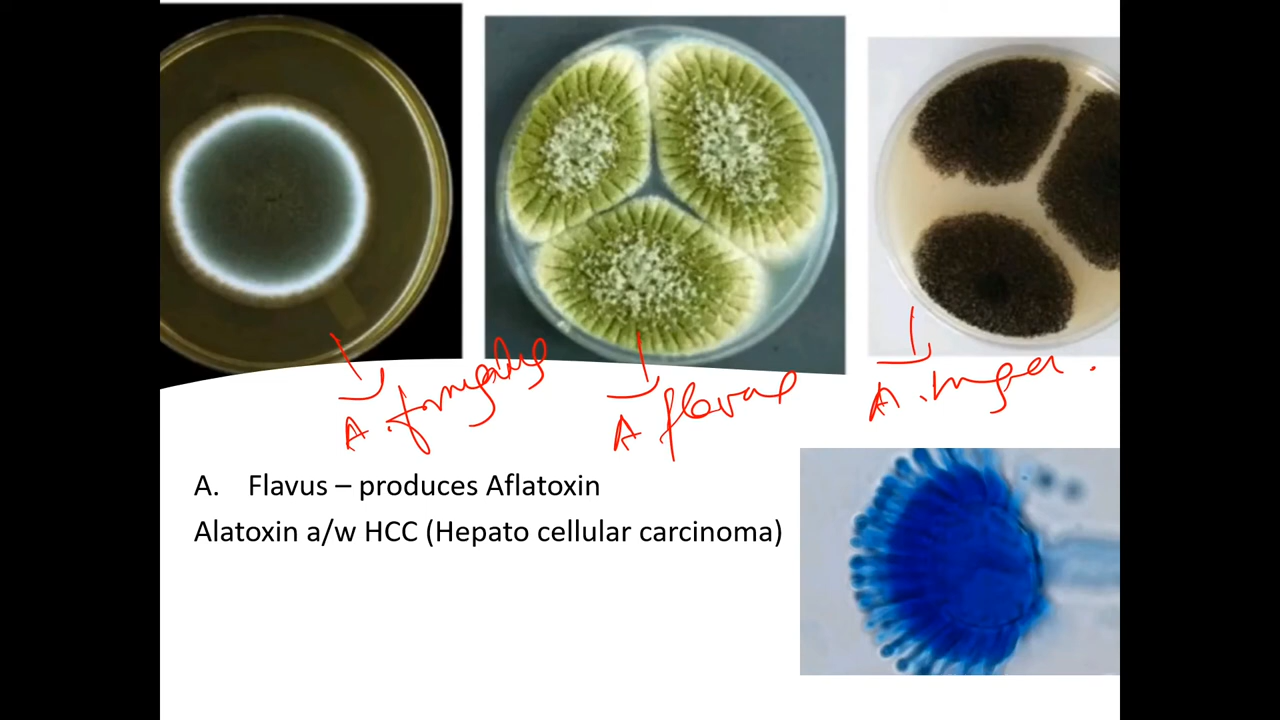 A. fumigatus
A flavus
A. niger.
A. Flavus – produces Aflatoxin
Alatoxin a/w HCC (Hepato cellular carcinoma)